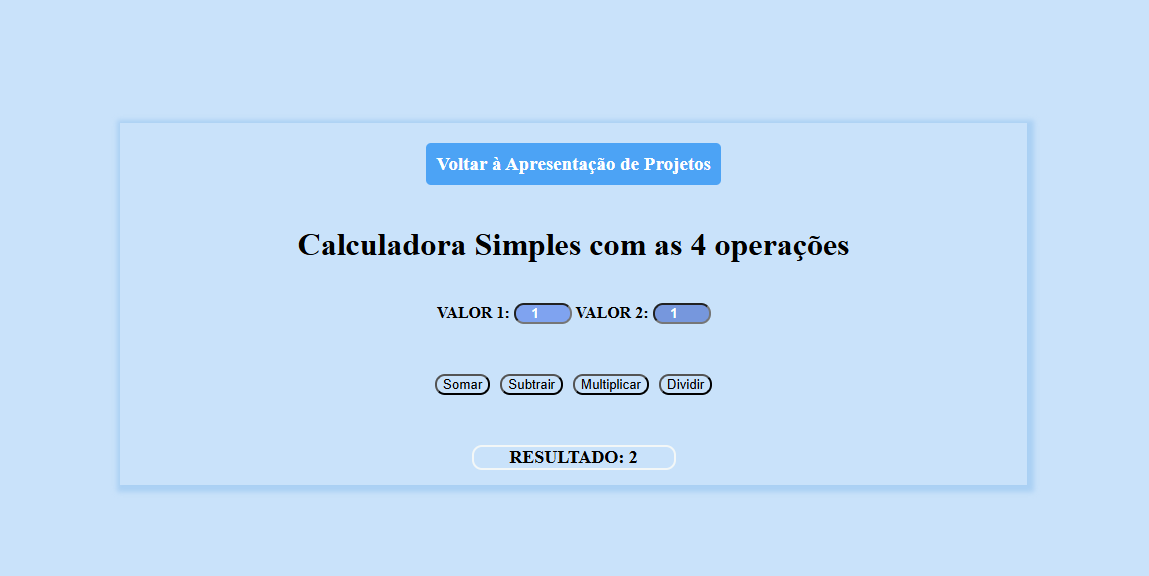 Voltar à Apresentação de Projetos
Calculadora Simples com as 4 operações
VALOR 1: 1 VALOR 2: 1
Somar Subtrair Multiplicar Dividir
RESULTADO: 2